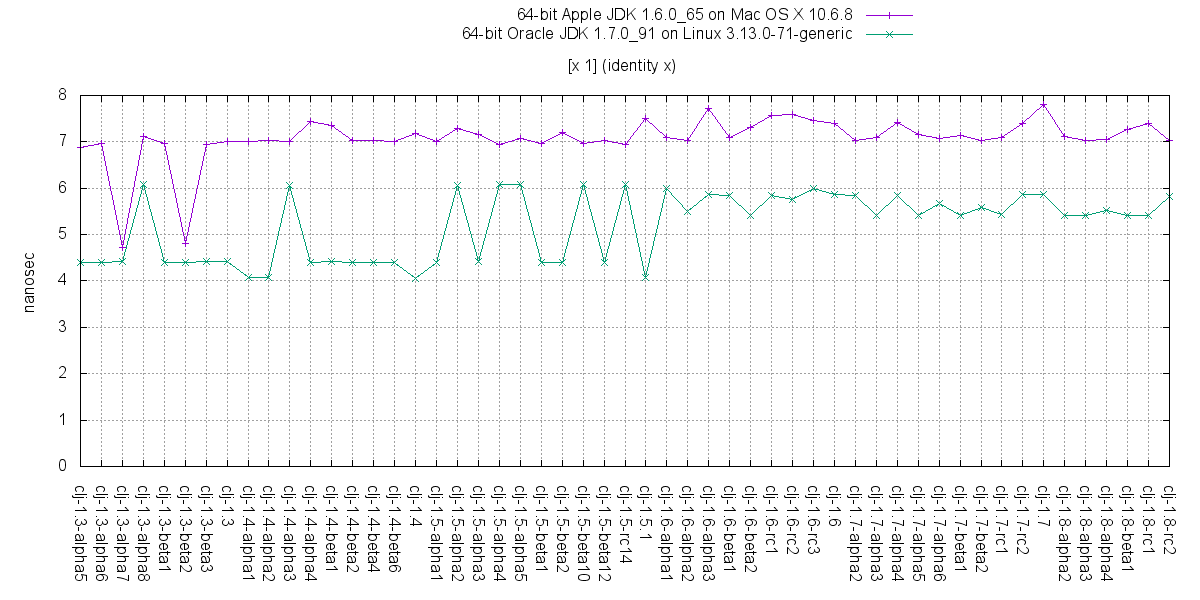 64-bit Apple JDK 1.6.0_65 on Mac OS X 10.6.8
64-bit Oracle JDK 1.7.0_91 on Linux 3.13.0-71-generic
[x 1] (identity x)
8
7
6
5
4
3
2
1
0
nanosec
clj-1.3-alpha5
clj-1.3-alpha6
clj-1.3-alpha7
clj-1.3-alpha8
clj-1.3-beta1
clj-1.3-beta2
clj-1.3-beta3
clj-1.3
clj-1.4-alpha1
clj-1.4-alpha2
clj-1.4-alpha3
clj-1.4-alpha4
clj-1.4-beta1
clj-1.4-beta2
clj-1.4-beta4
clj-1.4-beta6
clj-1.4
clj-1.5-alpha1
clj-1.5-alpha2
clj-1.5-alpha3
clj-1.5-alpha4
clj-1.5-alpha5
clj-1.5-beta1
clj-1.5-beta2
clj-1.5-beta10
clj-1.5-beta12
clj-1.5-rc14
clj-1.5.1
clj-1.6-alpha1
clj-1.6-alpha2
clj-1.6-alpha3
clj-1.6-beta1
clj-1.6-beta2
clj-1.6-rc1
clj-1.6-rc2
clj-1.6-rc3
clj-1.6
clj-1.7-alpha2
clj-1.7-alpha3
clj-1.7-alpha4
clj-1.7-alpha5
clj-1.7-alpha6
clj-1.7-beta1
clj-1.7-beta2
clj-1.7-rc1
clj-1.7-rc2
clj-1.7
clj-1.8-alpha2
clj-1.8-alpha3
clj-1.8-alpha4
clj-1.8-beta1
clj-1.8-rc1
clj-1.8-rc2